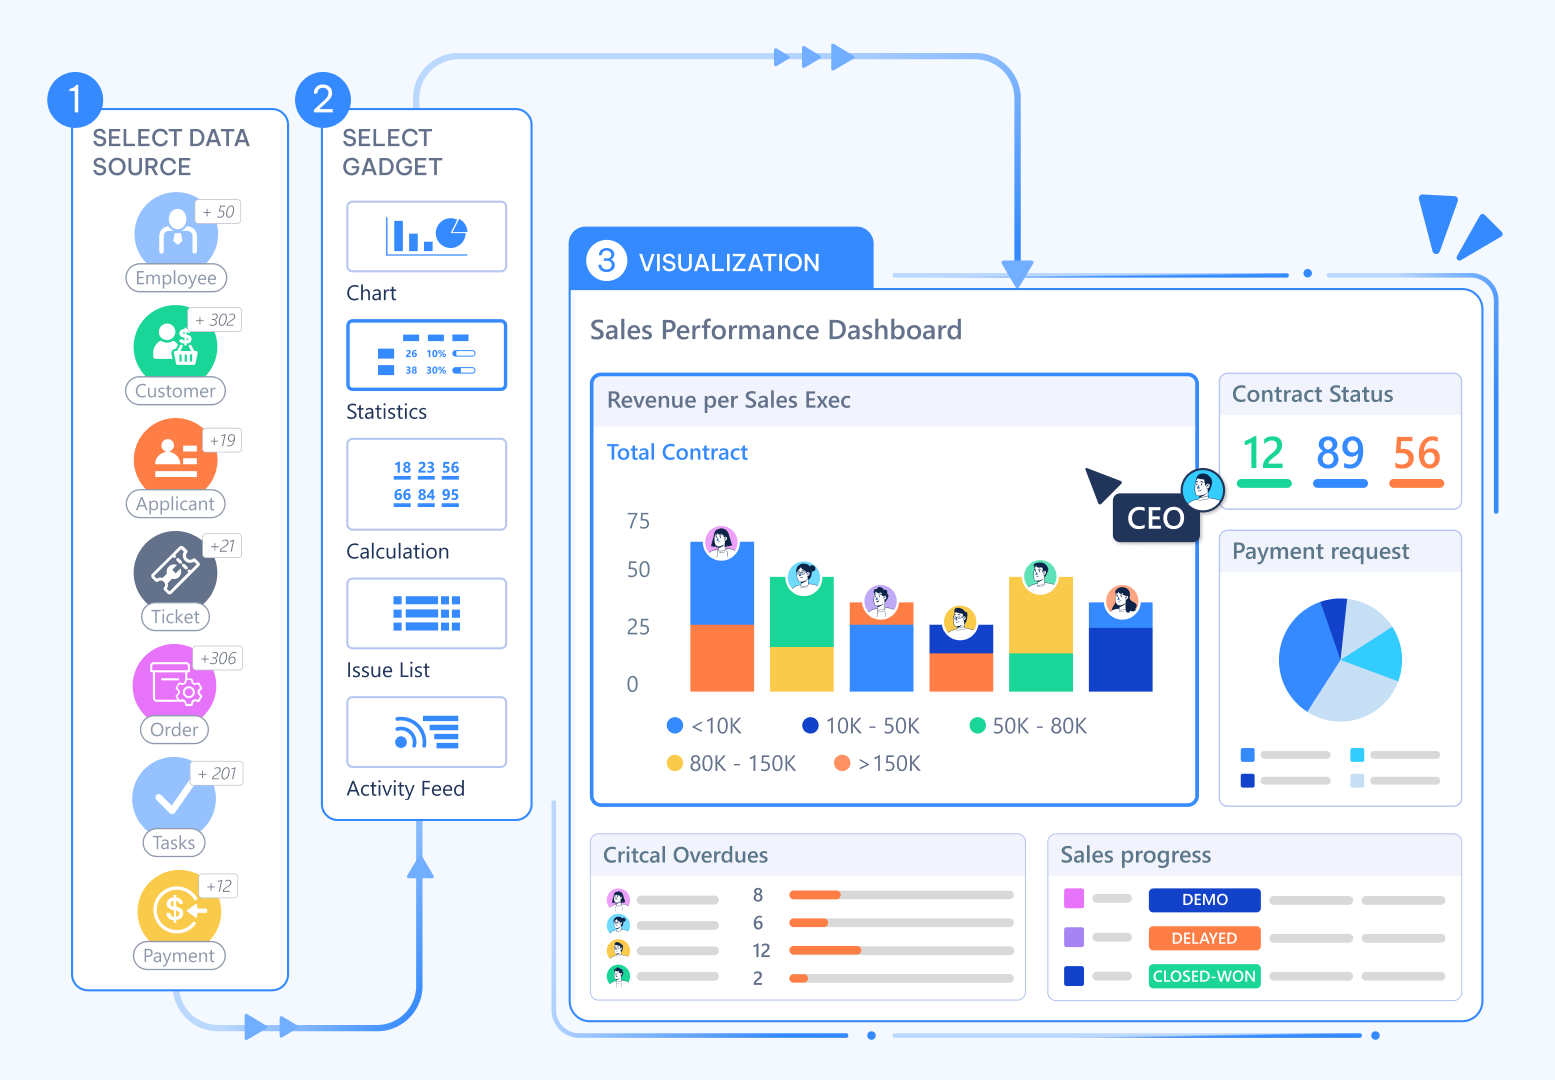 1
SELECT DATA
SOURCE
+ 50
Employee
+ 302
Customer
+19
Applicant
+21
Ticket
+306
Order
+ 201
Tasks
+12
Payment
2
SELECT
GADGET
Chart
26 10%
38 30%
Statistics
18 23 56
66 84 95
Calculation
Issue List
Activity Feed
3 VISUALIZATION
Sales Performance Dashboard
Revenue per Sales Exec
Total Contract
75
50
25
0
<10K 10K - 50K 50K - 80K
80K - 150K >150K
CEO
Contract Status
12 89 56
Payment request
Critcal Overdues
8
6
12
2
Sales progress
DEMO
DELAYED
CLOSED-WON